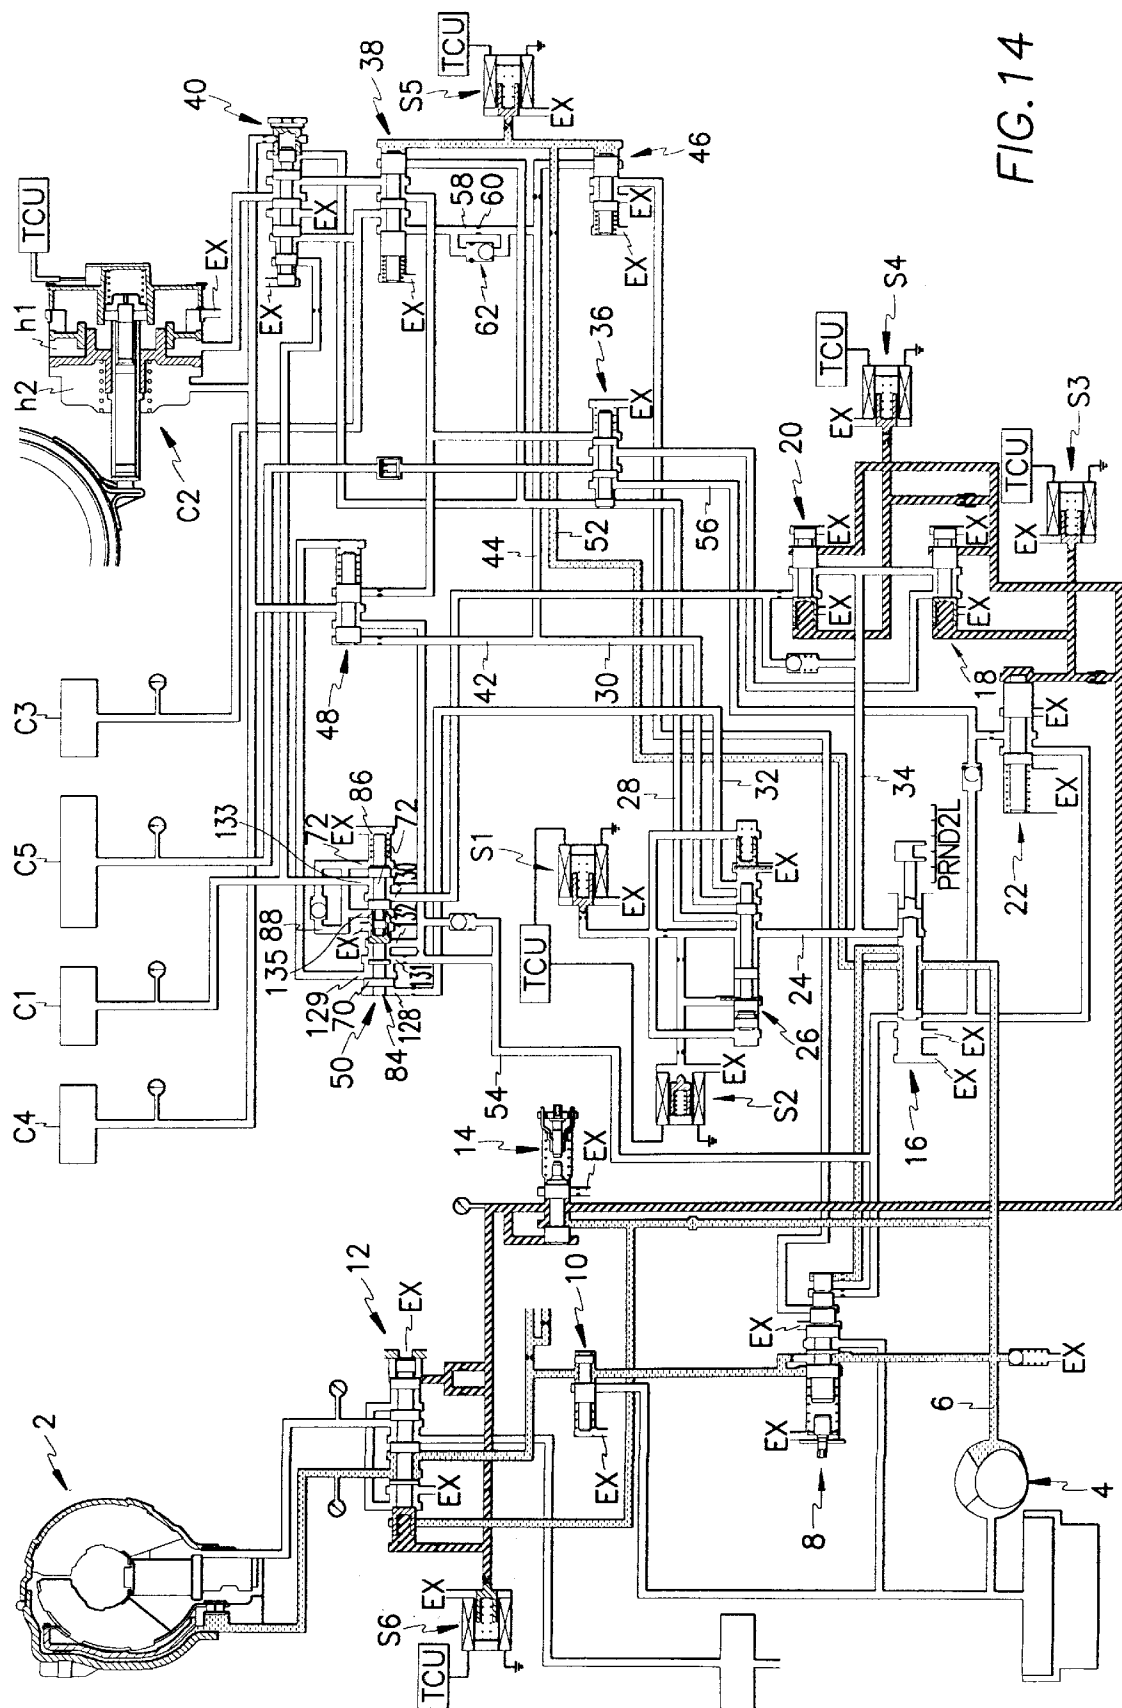 FIG. 14
TCU
S5
EX
38
40
EX
EX
EX
46
EX
EX
58
60
62
TCU
EX
h1
h2
C2
36
EX
TCU
S4
EX
20
EX
EX
TCU
S3
EX
EX
EX
18
C3
C5
C1
C4
48
44
52
56
42
30
28
32
34
133
72
EX
86
72
130
88
EX
132
135
131
129
70
128
50
84
54
S1
EX
TCU
EX
24
26
S2
EX
PRND2L
22
EX
EX
16
EX
EX
14
EX
12
EX
EX
10
EX
EX
EX
8
EX
6
4
2
S6
EX
TCU